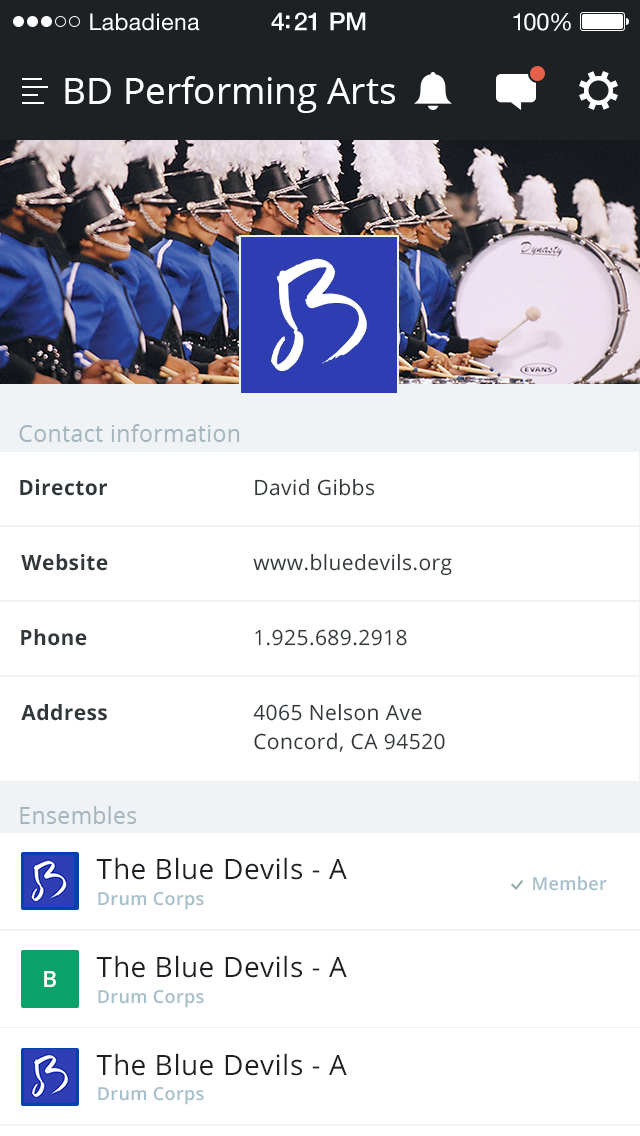 Labadiena 4:21 PM 100%
BD Performing Arts
Dynasty
EVANS
B
Contact information
Director David Gibbs
Website www.bluedevils.org
Phone 1.925.689.2918
Address 4065 Nelson Ave
Concord, CA 94520
Ensembles
B
The Blue Devils - A
Drum Corps
Member
B
The Blue Devils - A
Drum Corps
B
The Blue Devils - A
Drum Corps